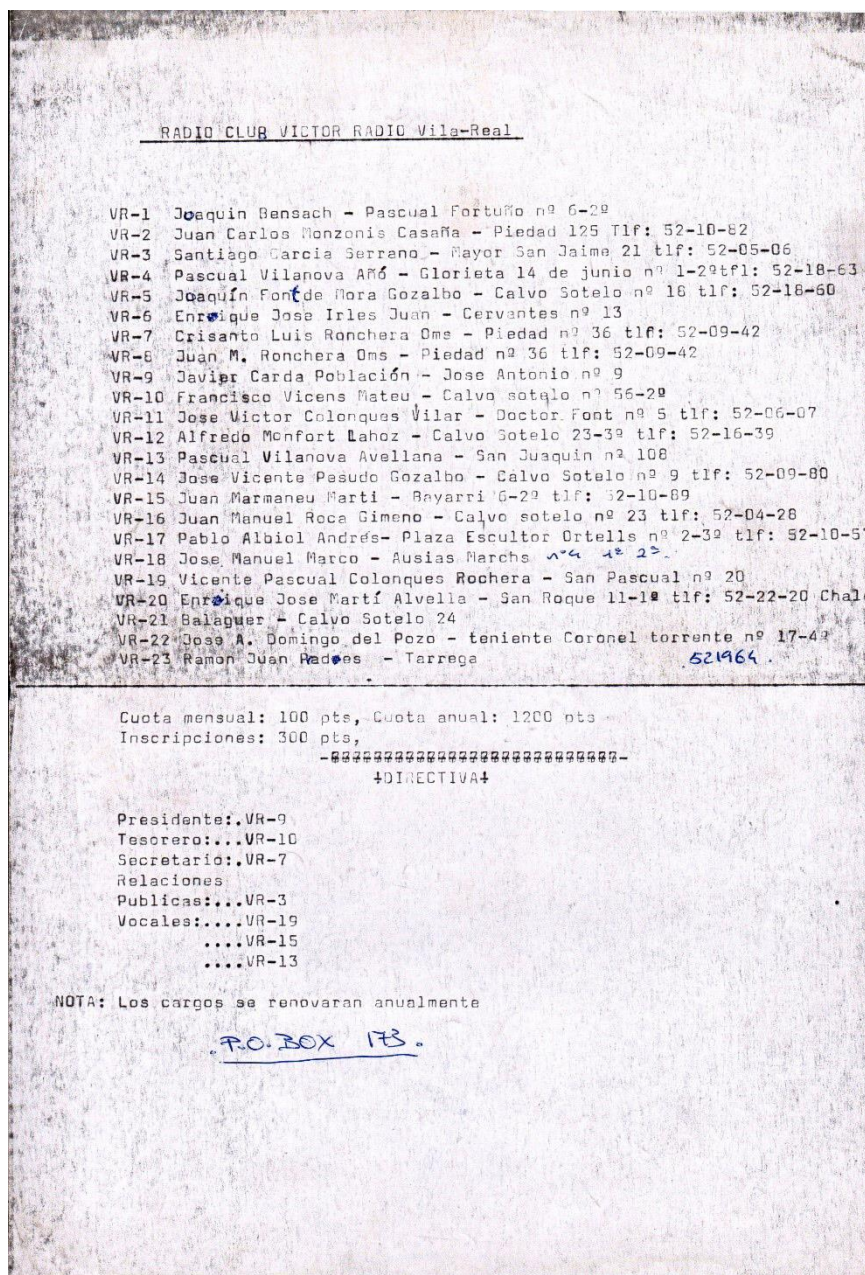 RADIO CLUB VICTOR RADIO Vila-Real
VR-1 Joaquin Bensach - Pascual Fortuño nº 6-2º
VR-2 Juan Carlos Monzonis Casaña - Piedad 125 Tlf: 52-10-82
VR-3 Santiago Garcia Serrano - Mayor San Jaime 21 tlf: 52-05-06
VR-4 Pascual Vilanova Añó - Glorieta 14 de junio nº 1-2ºtfl: 52-18-63
VR-5 Joaquín Font de Mora Gozalbo - Calvo Sotelo nº 18 tlf: 52-18-60
VR-6 Enrique Jose Irles Juan - Cervantes nº 13
VR-7 Crisanto Luis Ronchera Oms - Piedad nº 36 tlf: 52-09-42
VR-8 Juan M. Ronchera Oms - Piedad nº 36 tlf: 52-09-42
VR-9 Javier Carda Población - Jose Antonio nº 9
VR-10 Francisco Vicens Mateu - Calvo sotelo nº 56-2º
VR-11 Jose Victor Colonques Vilar - Doctor Font nº 5 tlf: 52-06-07
VR-12 Alfredo Monfort Lahoz - Calvo Sotelo 23-3º tlf: 52-16-39
VR-13 Pascual Vilanova Avellana - San Juaquin nº 108
VR-14 Jose Vicente Pesudo Gozalbo - Calvo Sotelo nº 9 tlf: 52-09-80
VR-15 Juan Marmaneu Marti - Bayarri 6-2º tlf: 52-10-89
VR-16 Juan Manuel Roca Gimeno - Calvo sotelo nº 23 tlf: 52-04-28
VR-17 Pablo Albiol Andrés- Plaza Escultor Ortells nº 2-3º tlf: 52-10-5
VR-18 Jose Manuel Marco - Ausias Marchs nº4 1º 2ª.
VR-19 Vicente Pascual Colonques Rochera - San Pascual nº 20
VR-20 Enrique Jose Martí Alvella - San Roque 11-1º tlf: 52-22-20 Chal
VR-21 Balaguer - Calvo Sotelo 24
VR-22 Jose A. Domingo del Pozo - teniente Coronel torrente nº 17-4º
VR-23 Ramon Juan - Tarrega 521964.
Cuota mensual: 100 pts, Cuota anual: 1200 pts
Inscripciones: 300 pts,
DIRECTIVA
Presidente:.VR-9
Tesorero:...VR-10
Secretario:.VR-7
Relaciones
Publicas:...VR-3
Vocales:....VR-19
....VR-15
....VR-13
NOTA: Los cargos se renovaran anualmente
.P.O. BOX 173.